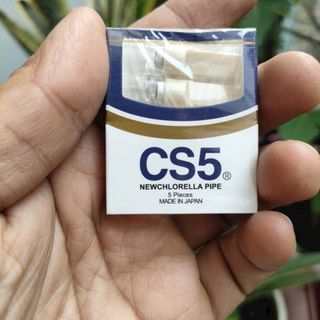 CS5®
NEWCHLORELLA PIPE
5 Pieces
MADE IN JAPAN